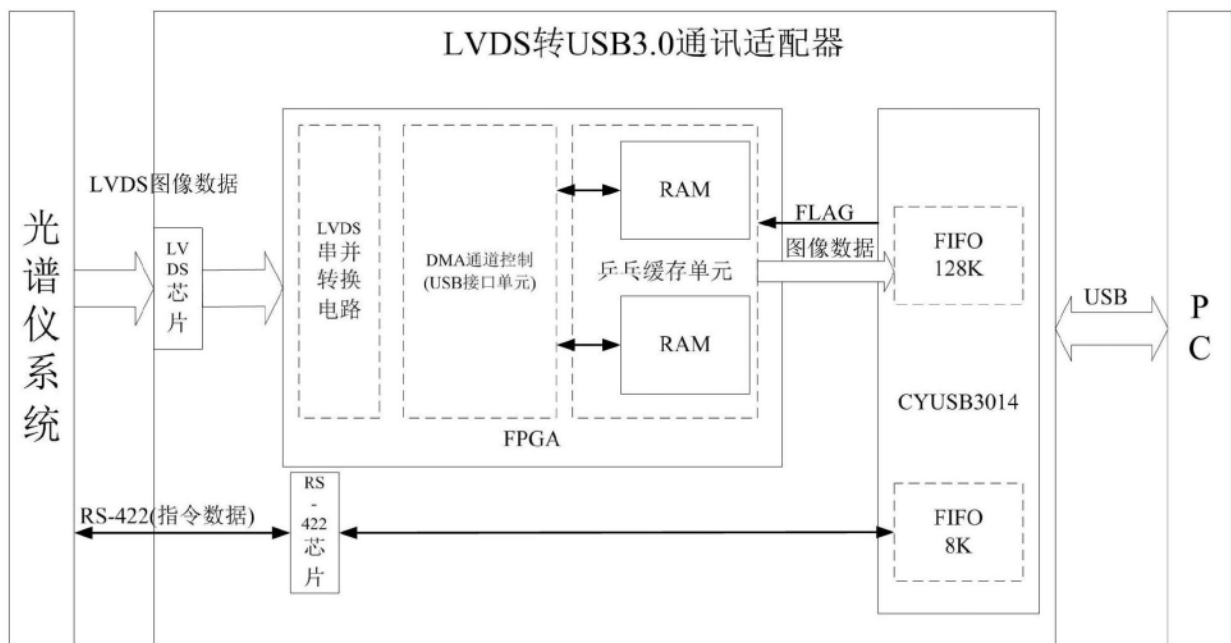 LVDS转USB3.0通讯适配器
光
谱
仪
系
统
LVDS图像数据
LV
DS
芯
片
LVDS
串并
转换
电路
DMA通道控制
(USB接口单元)
RAM
乒乓缓存单元
RAM
FPGA
FLAG
图像数据
FIFO
128K
CYUSB3014
FIFO
8K
USB
P
C
RS-422(指令数据)
RS
-
422
芯
片